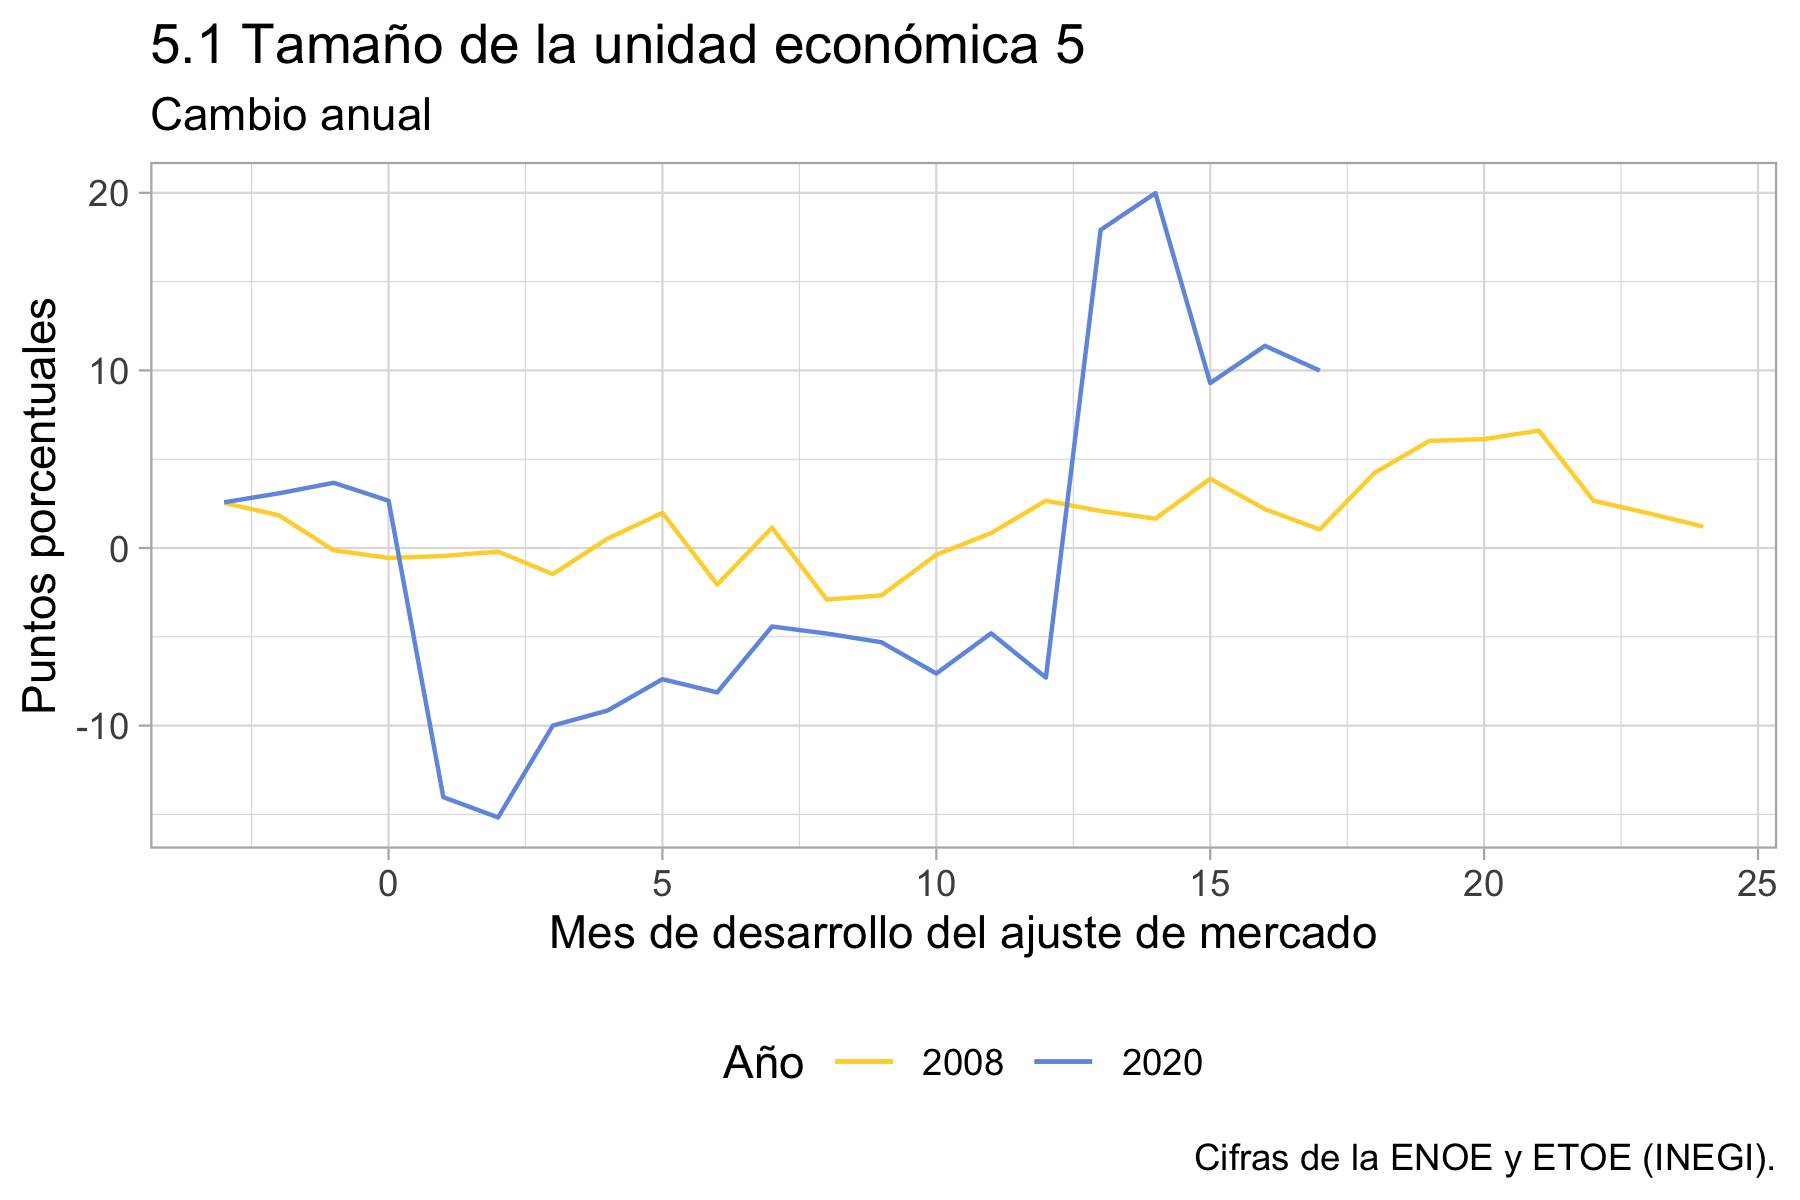 5.1 Tamaño de la unidad económica 5
Cambio anual
Puntos porcentuales
20
10
0
-10
0 5 10 15 20 25
Mes de desarrollo del ajuste de mercado
Año 2008 2020
Cifras de la ENOE y ETOE (INEGI).